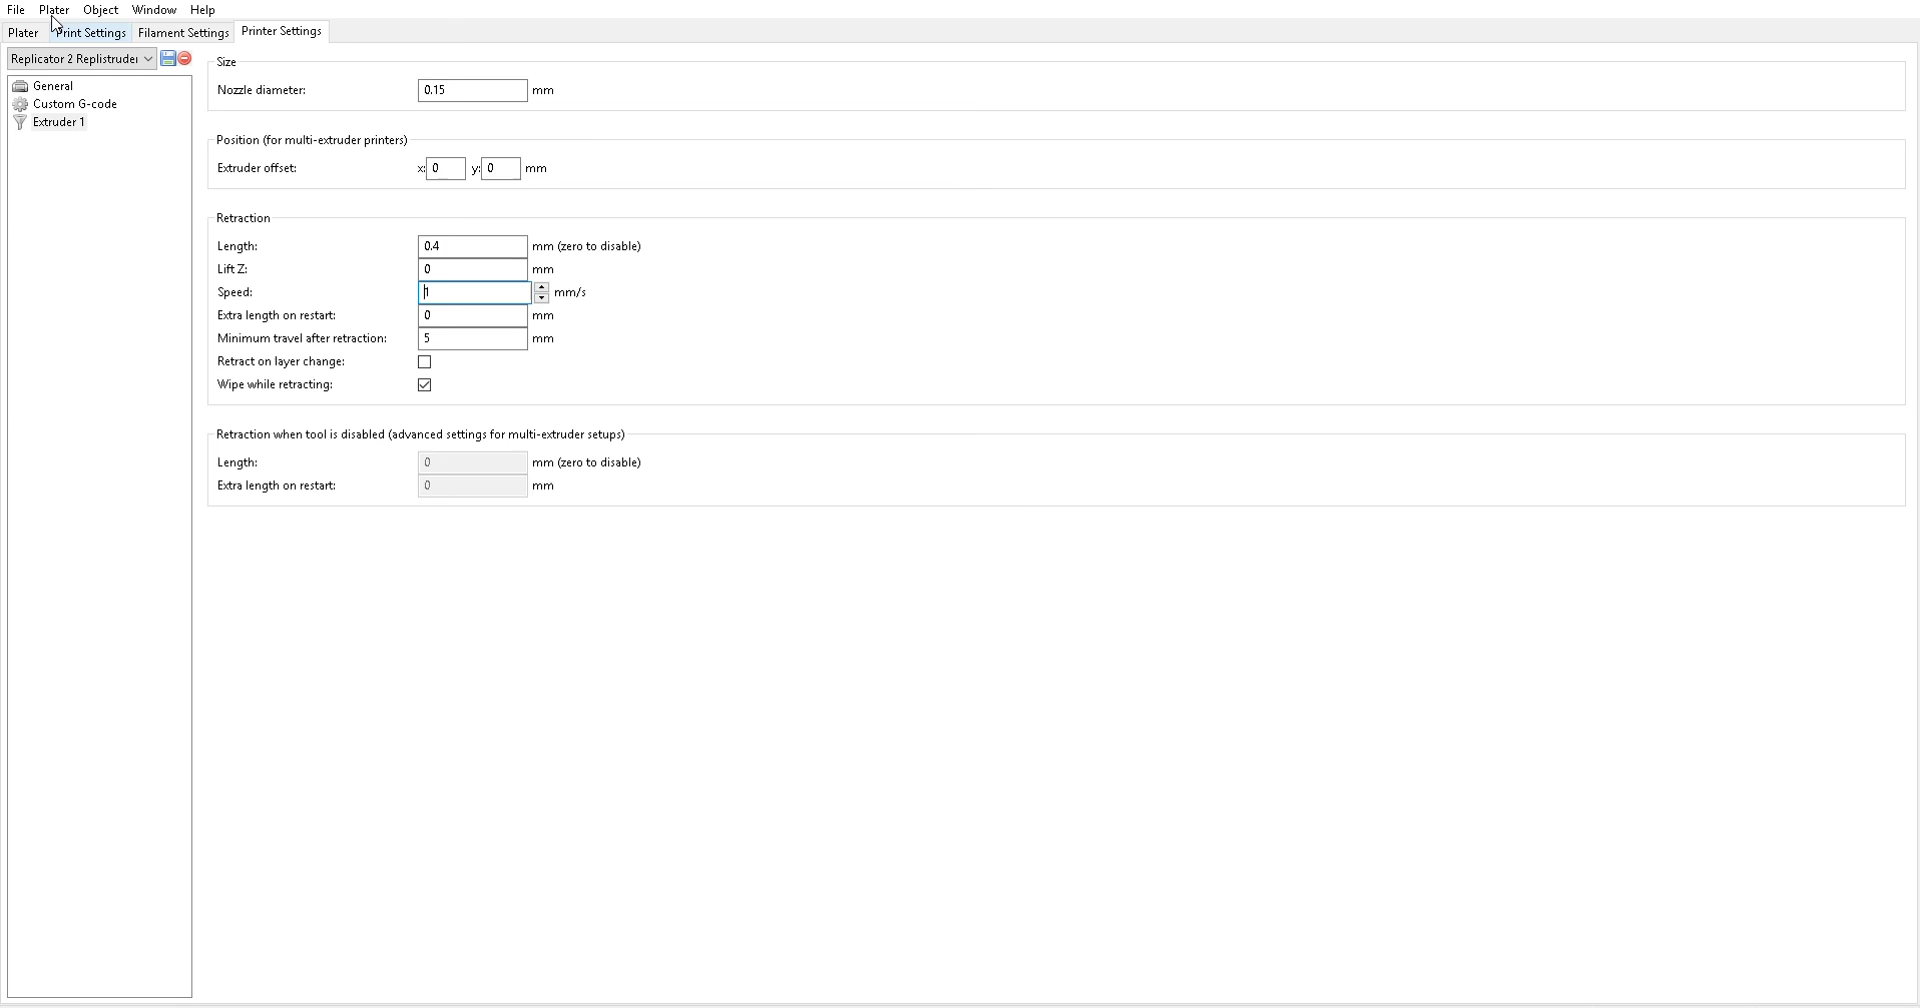 File Plater Object Window Help
Plater Print Settings Filament Settings Printer Settings
Replicator 2 Replistruder
General
Custom G-code
Extruder 1
Size
Nozzle diameter: 0.15 mm
Position (for multi-extruder printers)
Extruder offset: x: 0 y: 0 mm
Retraction
Length: 0.4 mm (zero to disable)
Lift Z: 0 mm
Speed: 1 mm/s
Extra length on restart: 0 mm
Minimum travel after retraction: 5 mm
Retract on layer change:
Wipe while retracting:
Retraction when tool is disabled (advanced settings for multi-extruder setups)
Length: 0 mm (zero to disable)
Extra length on restart: 0 mm